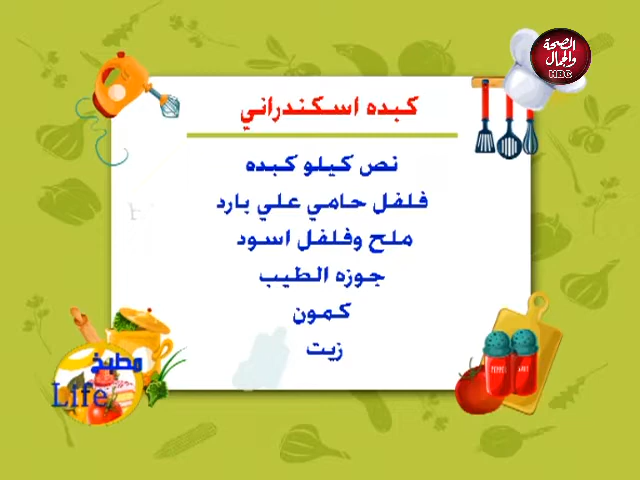 الصحة
والجمال
HBC
كبده اسكندراني
نص كيلو كبده
فلفل حامي علي بارد
ملح وفلفل اسود
جوزه الطيب
كمون
زيت
مطبخ
Life
PEPPER